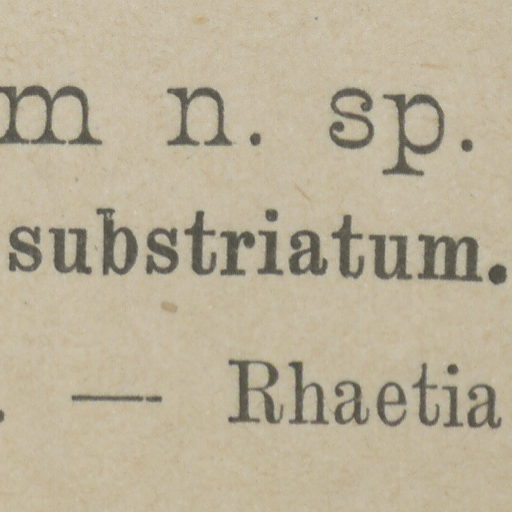 m n. sp.
substriatum.
. — Rhaetia